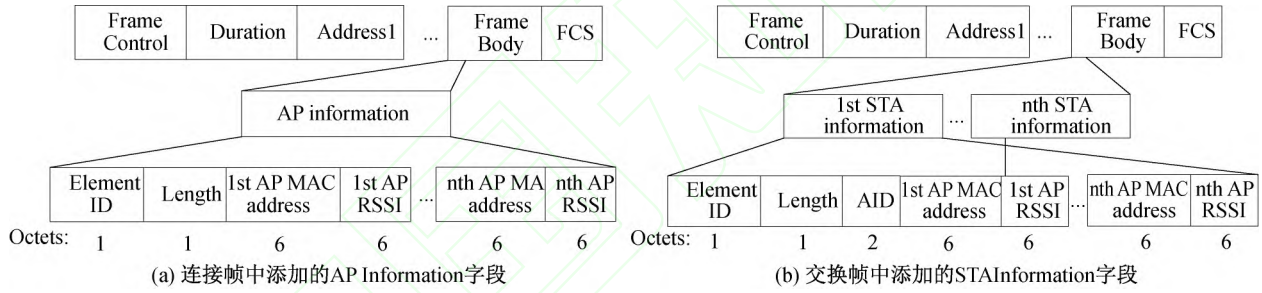 Frame Control Duration Address1 ... Frame Body FCS
AP information
Element ID Length 1st AP MAC address 1st AP RSSI ... nth AP MA address nth AP RSSI
Octets: 1 1 6 6 6 6
(a) 连接帧中添加的AP Information字段
Frame Control Duration Address1 ... Frame Body FCS
1st STA information ... nth STA information
Element ID Length AID 1st AP MAC address 1st AP RSSI ... nth AP MAC address nth AP RSSI
Octets: 1 1 2 6 6 6 6
(b) 交换帧中添加的STAInformation字段